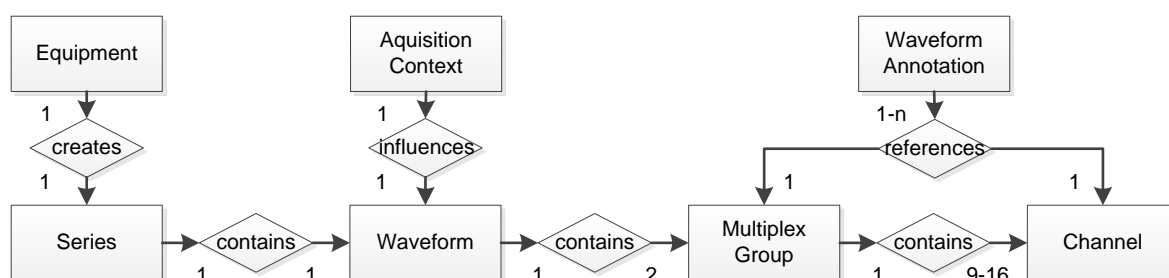 Equipment
Aquisition
Context
Waveform
Annotation
1
1
1-n
creates
influences
references
1
1
1
1
Series
contains
Waveform
contains
Multiplex
Group
contains
Channel
1
1
1
2
1
9-16